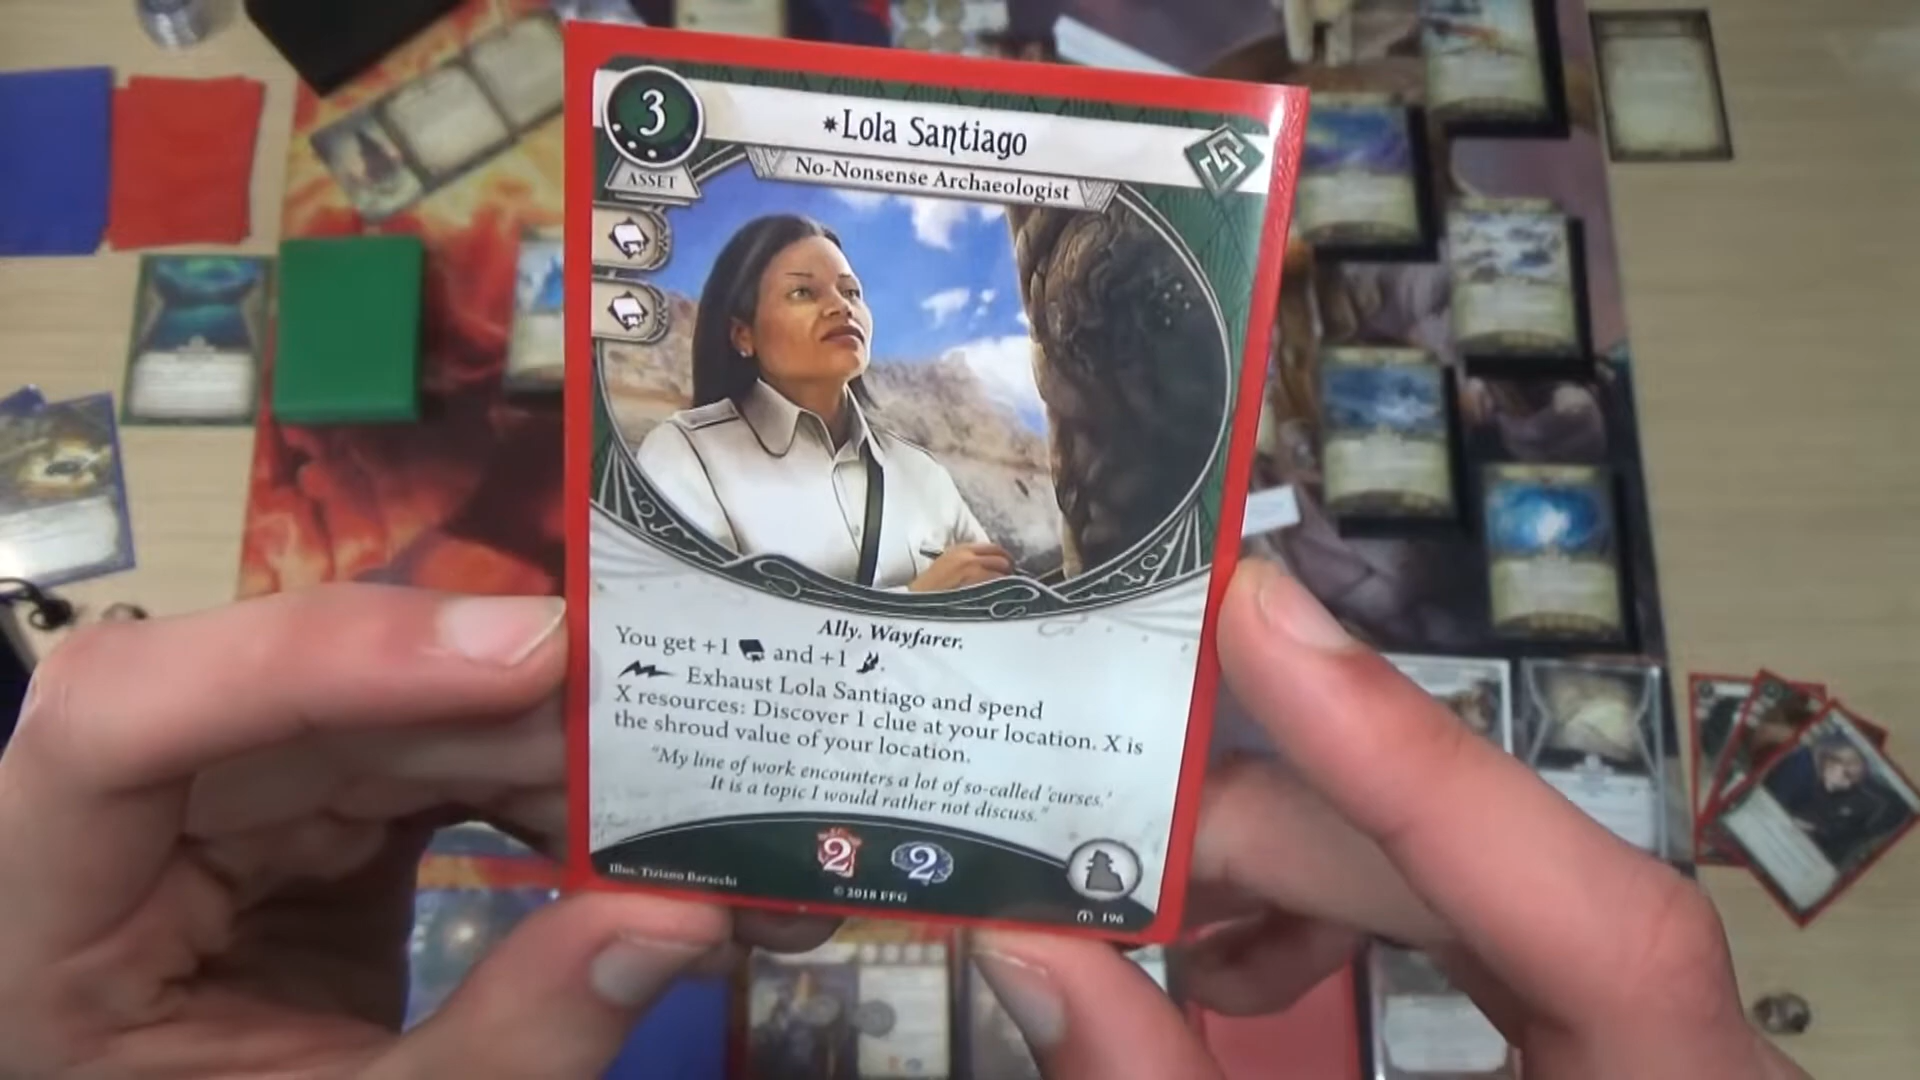 3
*Lola Santiago
ASSET
No-Nonsense Archaeologist
Ally. Wayfarer.
You get +1 and +1 .
Exhaust Lola Santiago and spend
X resources: Discover 1 clue at your location. X is
the shroud value of your location.
"My line of work encounters a lot of so-called 'curses.'
It is a topic I would rather not discuss."
2 2
Illus. Tiziano Baracchi
© 2018 FFG
196